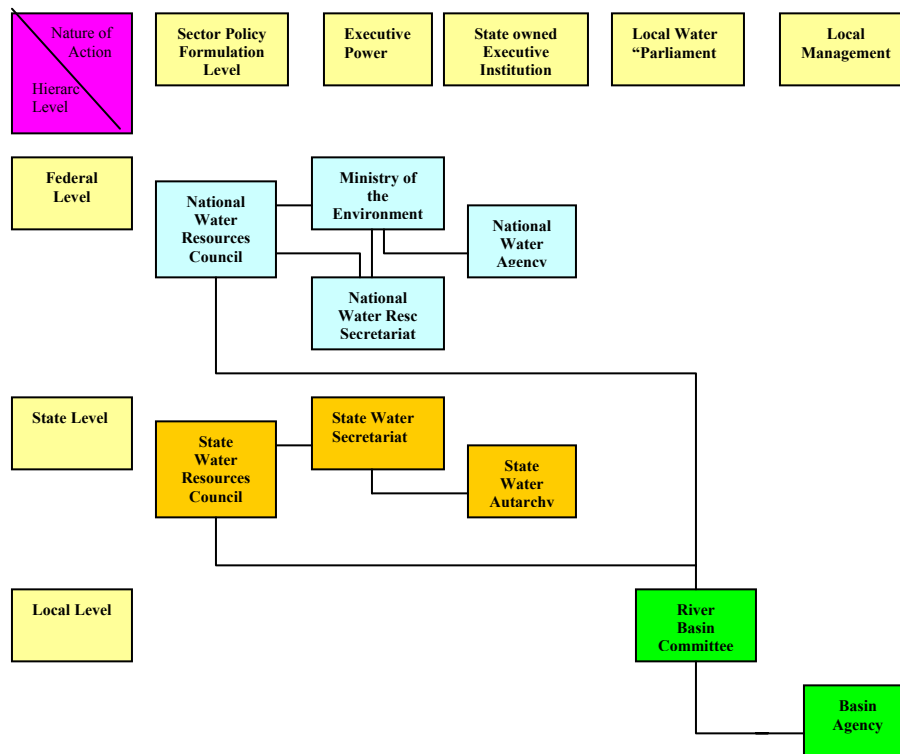 Nature of
Action
Hierarc
Level
Sector Policy
Formulation
Level
Executive
Power
State owned
Executive
Institution
Local Water
“Parliament
Local
Management
Federal
Level
National
Water
Resources
Council
Ministry of
the
Environment
National
Water
Agency
National
Water Resc
Secretariat
State Level
State
Water
Resources
Council
State Water
Secretariat
State
Water
Autarchy
Local Level
River
Basin
Committee
Basin
Agency